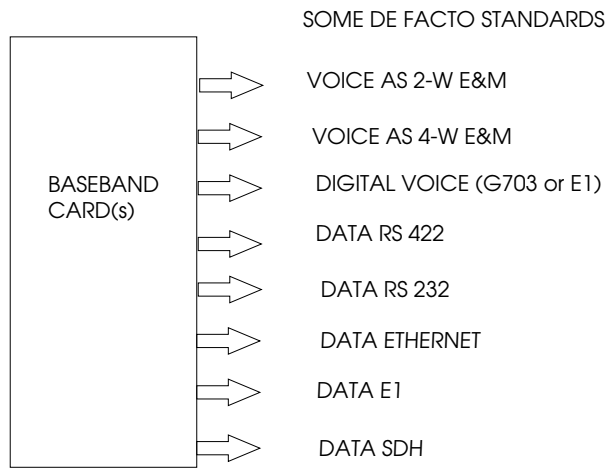 SOME DE FACTO STANDARDS
VOICE AS 2-W E&M
VOICE AS 4-W E&M
BASEBAND
CARD(s)
DIGITAL VOICE (G703 or E1)
DATA RS 422
DATA RS 232
DATA ETHERNET
DATA E1
DATA SDH